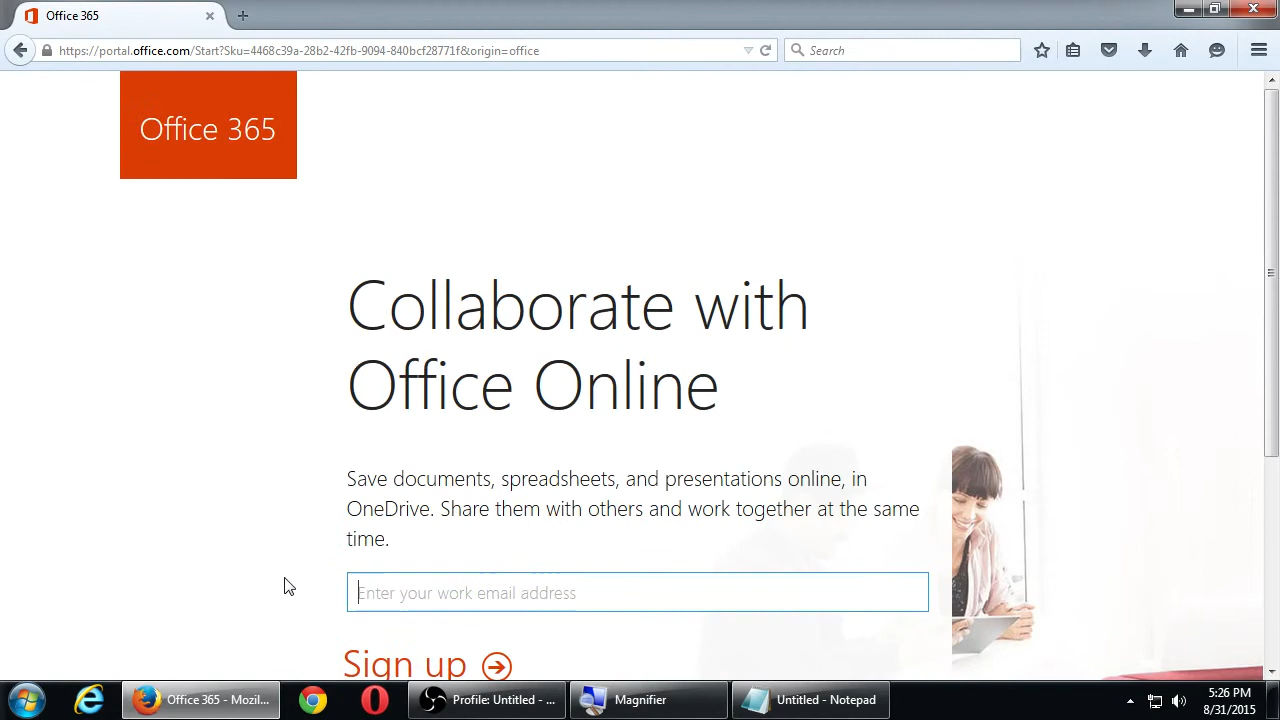 Office 365
https://portal.office.com/Start?Sku=4468c39a-28b2-42fb-9094-840bcf28771f&origin=office
Search
Office 365
Collaborate with
Office Online
Save documents, spreadsheets, and presentations online, in
OneDrive. Share them with others and work together at the same
time.
Enter your work email address
Sign up
Office 365 - Mozil...
Profile: Untitled - ...
Magnifier
Untitled - Notepad
5:26 PM
8/31/2015